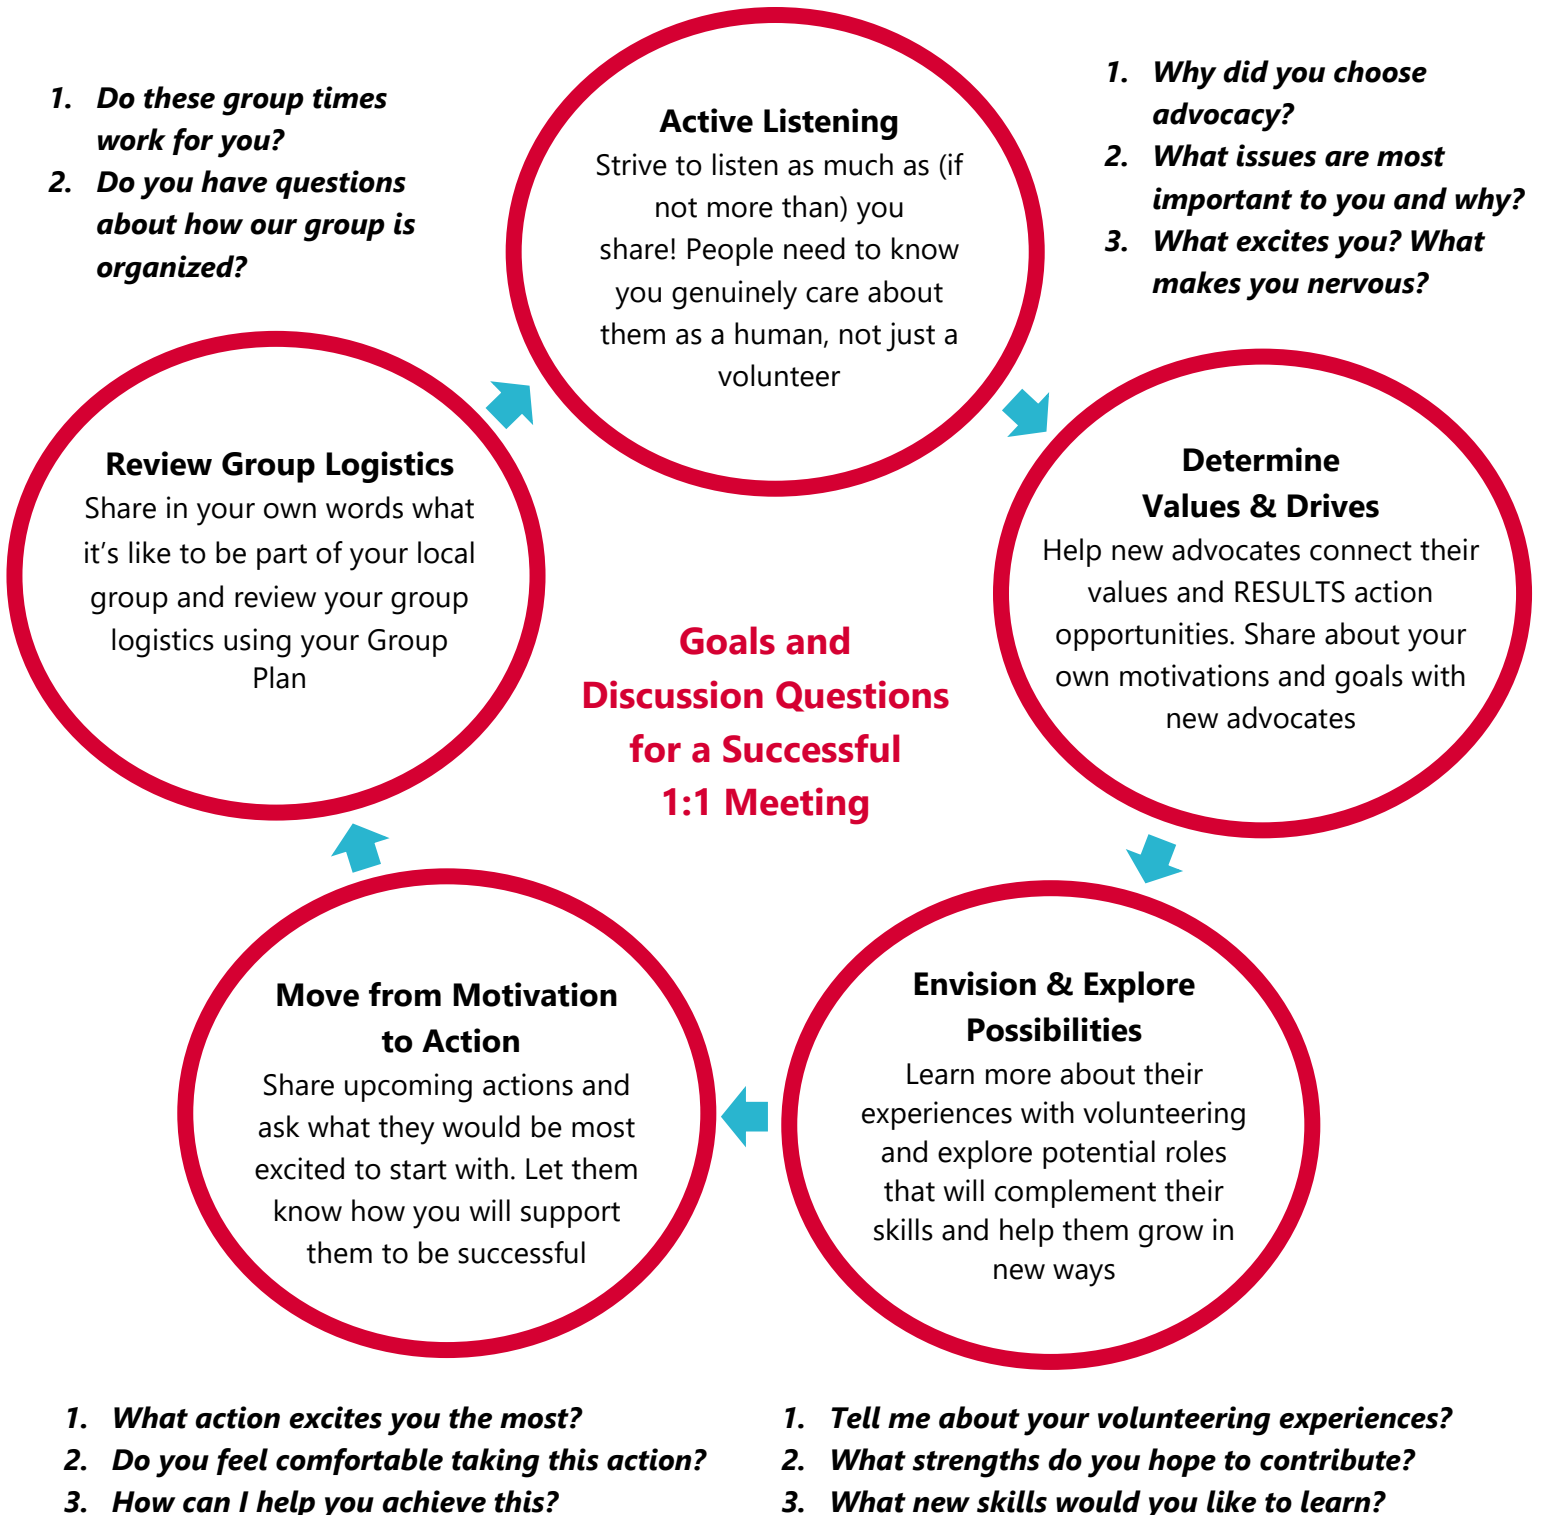 1. Do these group times
work for you?
2. Do you have questions
about how our group is
organized?
Active Listening
Strive to listen as much as (if
not more than) you
share! People need to know
you genuinely care about
them as a human, not just a
volunteer
1. Why did you choose
advocacy?
2. What issues are most
important to you and why?
3. What excites you? What
makes you nervous?
Review Group Logistics
Share in your own words what
it’s like to be part of your local
group and review your group
logistics using your Group
Plan
Goals and
Discussion Questions
for a Successful
1:1 Meeting
Determine
Values & Drives
Help new advocates connect their
values and RESULTS action
opportunities. Share about your
own motivations and goals with
new advocates
Move from Motivation
to Action
Share upcoming actions and
ask what they would be most
excited to start with. Let them
know how you will support
them to be successful
Envision & Explore
Possibilities
Learn more about their
experiences with volunteering
and explore potential roles
that will complement their
skills and help them grow in
new ways
1. What action excites you the most?
2. Do you feel comfortable taking this action?
3. How can I help you achieve this?
1. Tell me about your volunteering experiences?
2. What strengths do you hope to contribute?
3. What new skills would you like to learn?